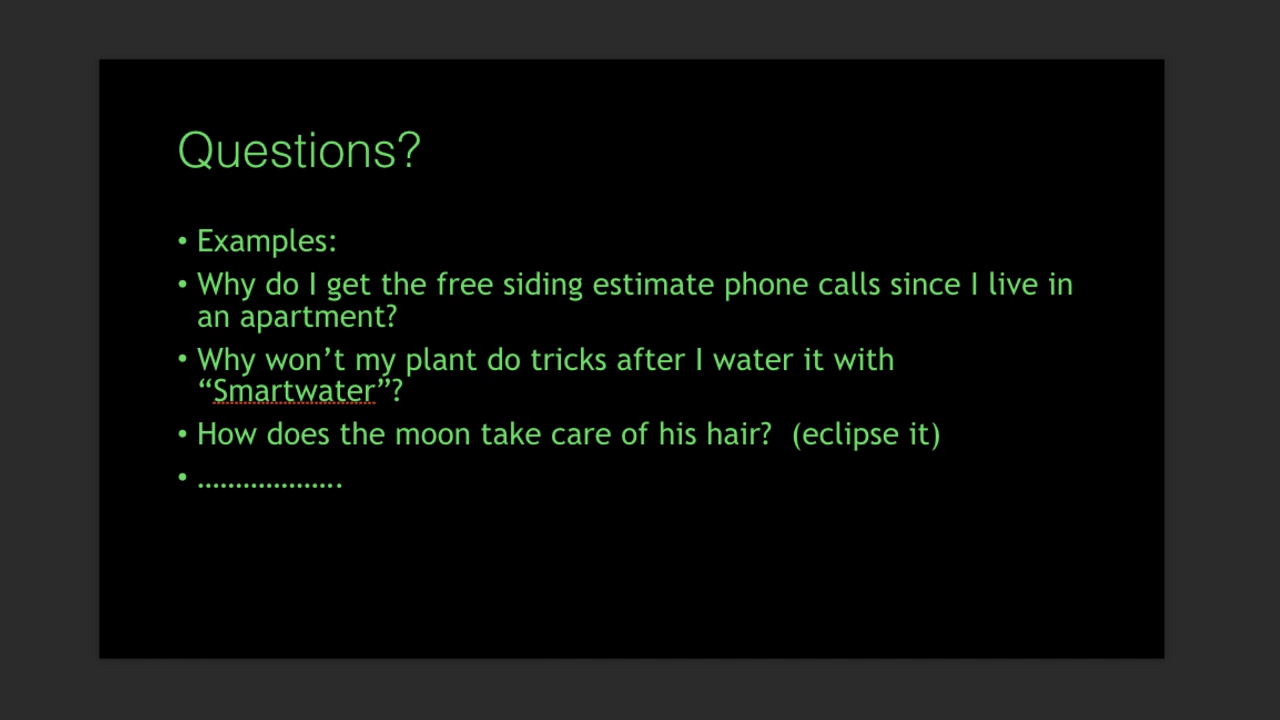 Questions?
• Examples:
• Why do I get the free siding estimate phone calls since I live in
an apartment?
• Why won’t my plant do tricks after I water it with
“Smartwater”?
• How does the moon take care of his hair?  (eclipse it)
• ……………….